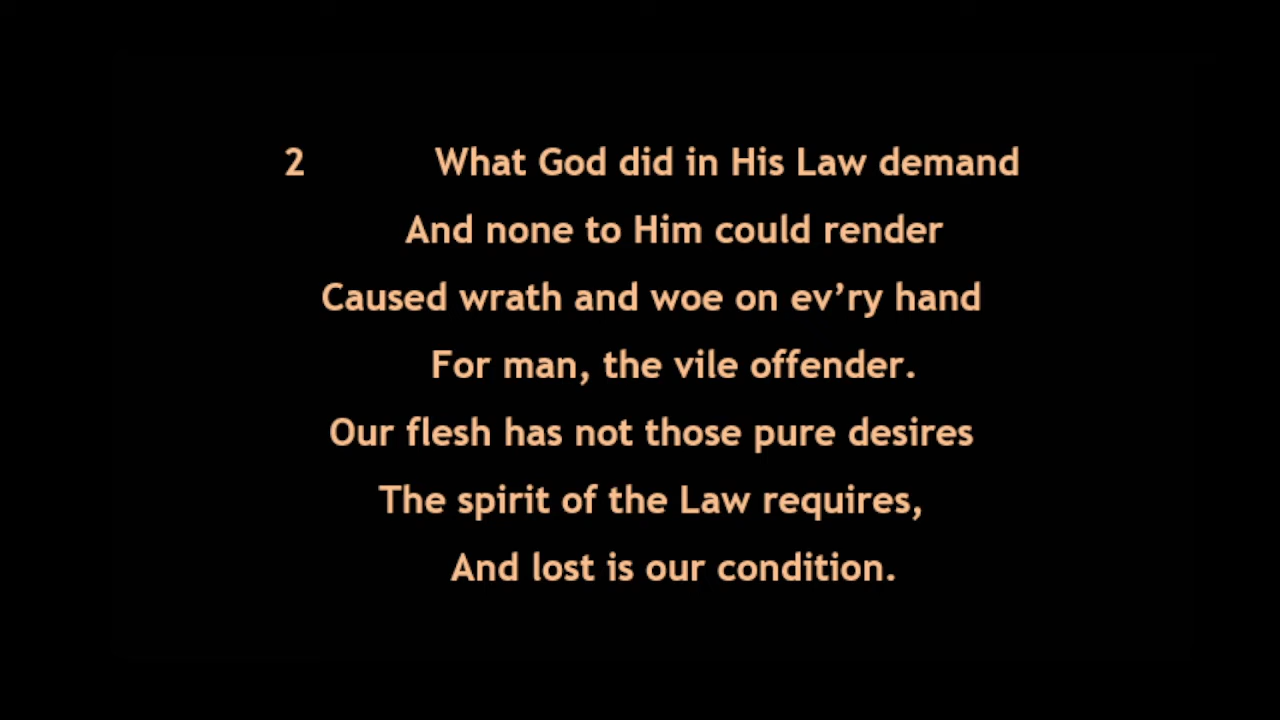 2 What God did in His Law demand
And none to Him could render
Caused wrath and woe on ev’ry hand
For man, the vile offender.
Our flesh has not those pure desires
The spirit of the Law requires,
And lost is our condition.